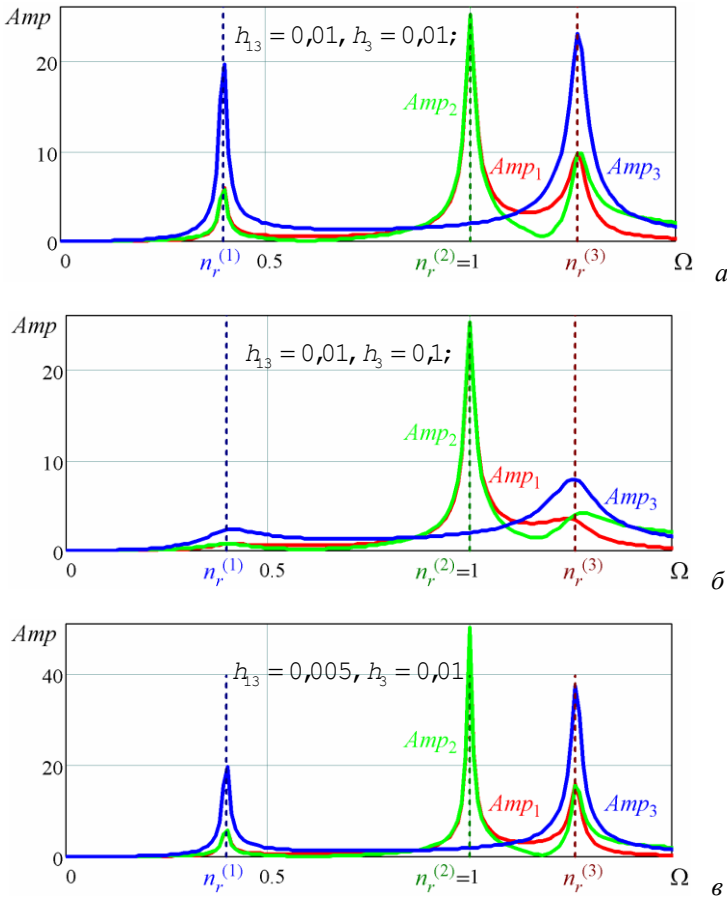 Amp
h₁₃ = 0,01, h₃ = 0,01;
20
Amp₂
10
Amp₁
Amp₃
0
0
nᵣ⁽¹⁾
0.5
nᵣ⁽²⁾=1
nᵣ⁽³⁾
Ω
а
Amp
h₁₃ = 0,01, h₃ = 0,1;
20
Amp₂
10
Amp₁
Amp₃
0
0
nᵣ⁽¹⁾
0.5
nᵣ⁽²⁾=1
nᵣ⁽³⁾
Ω
б
Amp
h₁₃ = 0,005, h₃ = 0,01
40
Amp₂
20
Amp₁
Amp₃
0
0
nᵣ⁽¹⁾
0.5
nᵣ⁽²⁾=1
nᵣ⁽³⁾
Ω
в